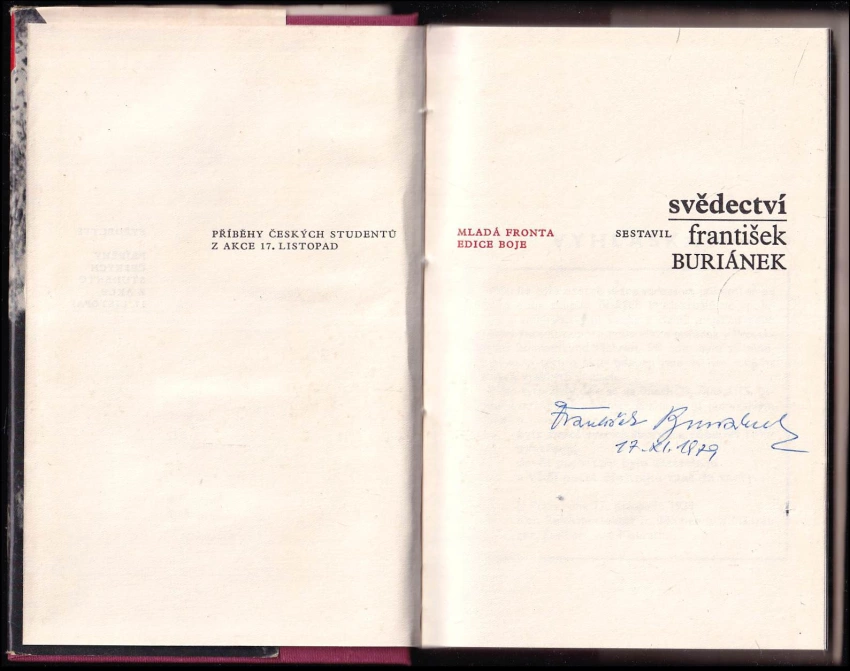 PŘÍBĚHY ČESKÝCH STUDENTŮ
Z AKCE 17. LISTOPAD
svědectví
MLADÁ FRONTA
EDICE BOJE
SESTAVIL františek
BURIÁNEK
František Buriánek
17. XI. 1979